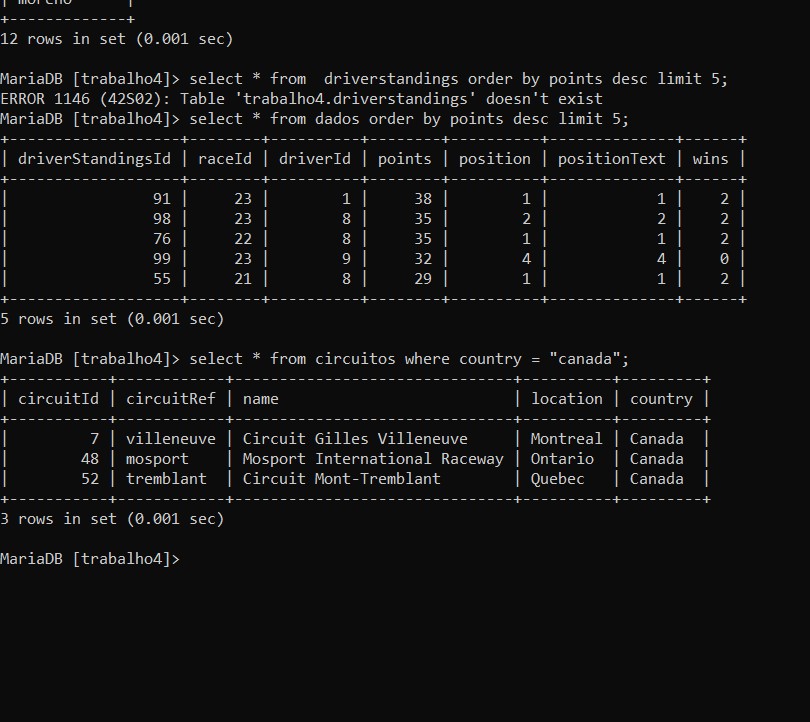 | moreno      |
+-------------+
12 rows in set (0.001 sec)
MariaDB [trabalho4]> select * from  driverstandings order by points desc limit 5;
ERROR 1146 (42S02): Table 'trabalho4.driverstandings' doesn't exist
MariaDB [trabalho4]> select * from dados order by points desc limit 5;
+-------------------+--------+----------+--------+----------+--------------+------+
| driverStandingsId | raceId | driverId | points | position | positionText | wins |
+-------------------+--------+----------+--------+----------+--------------+------+
|                91 |     23 |        1 |     38 |        1 |            1 |    2 |
|                98 |     23 |        8 |     35 |        2 |            2 |    2 |
|                76 |     22 |        8 |     35 |        1 |            1 |    2 |
|                99 |     23 |        9 |     32 |        4 |            4 |    0 |
|                55 |     21 |        8 |     29 |        1 |            1 |    2 |
+-------------------+--------+----------+--------+----------+--------------+------+
5 rows in set (0.001 sec)
MariaDB [trabalho4]> select * from circuitos where country = "canada";
+-----------+------------+-------------------------------+----------+---------+
| circuitId | circuitRef | name                          | location | country |
+-----------+------------+-------------------------------+----------+---------+
|         7 | villeneuve | Circuit Gilles Villeneuve     | Montreal | Canada  |
|        48 | mosport    | Mosport International Raceway | Ontario  | Canada  |
|        52 | tremblant  | Circuit Mont-Tremblant        | Quebec   | Canada  |
+-----------+------------+-------------------------------+----------+---------+
3 rows in set (0.001 sec)
MariaDB [trabalho4]>